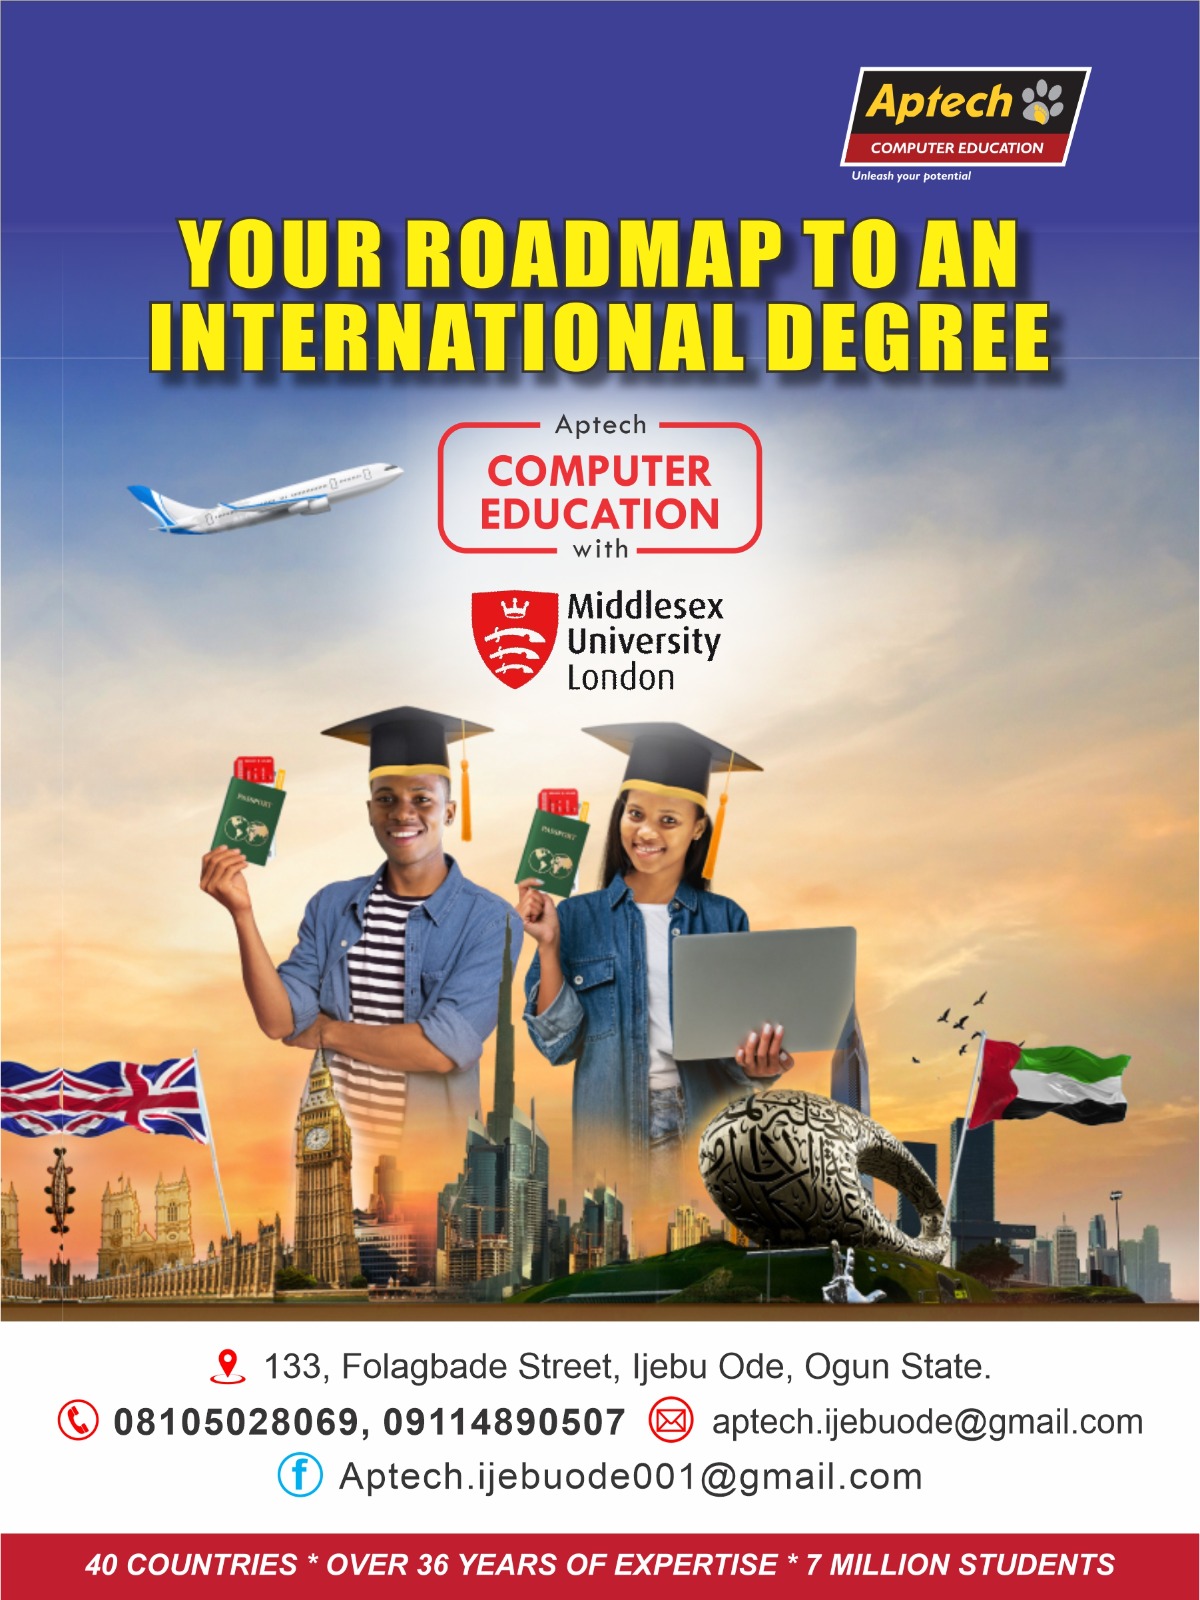 Aptech
COMPUTER EDUCATION
Unleash your potential
YOUR ROADMAP TO AN
INTERNATIONAL DEGREE
Aptech
COMPUTER
EDUCATION
with
Middlesex
University
London
PASSPORT
PASSPORT
133, Folagbade Street, Ijebu Ode, Ogun State.
08105028069, 09114890507 aptech.ijebuode@gmail.com
Aptech.ijebuode001@gmail.com
40 COUNTRIES * OVER 36 YEARS OF EXPERTISE * 7 MILLION STUDENTS